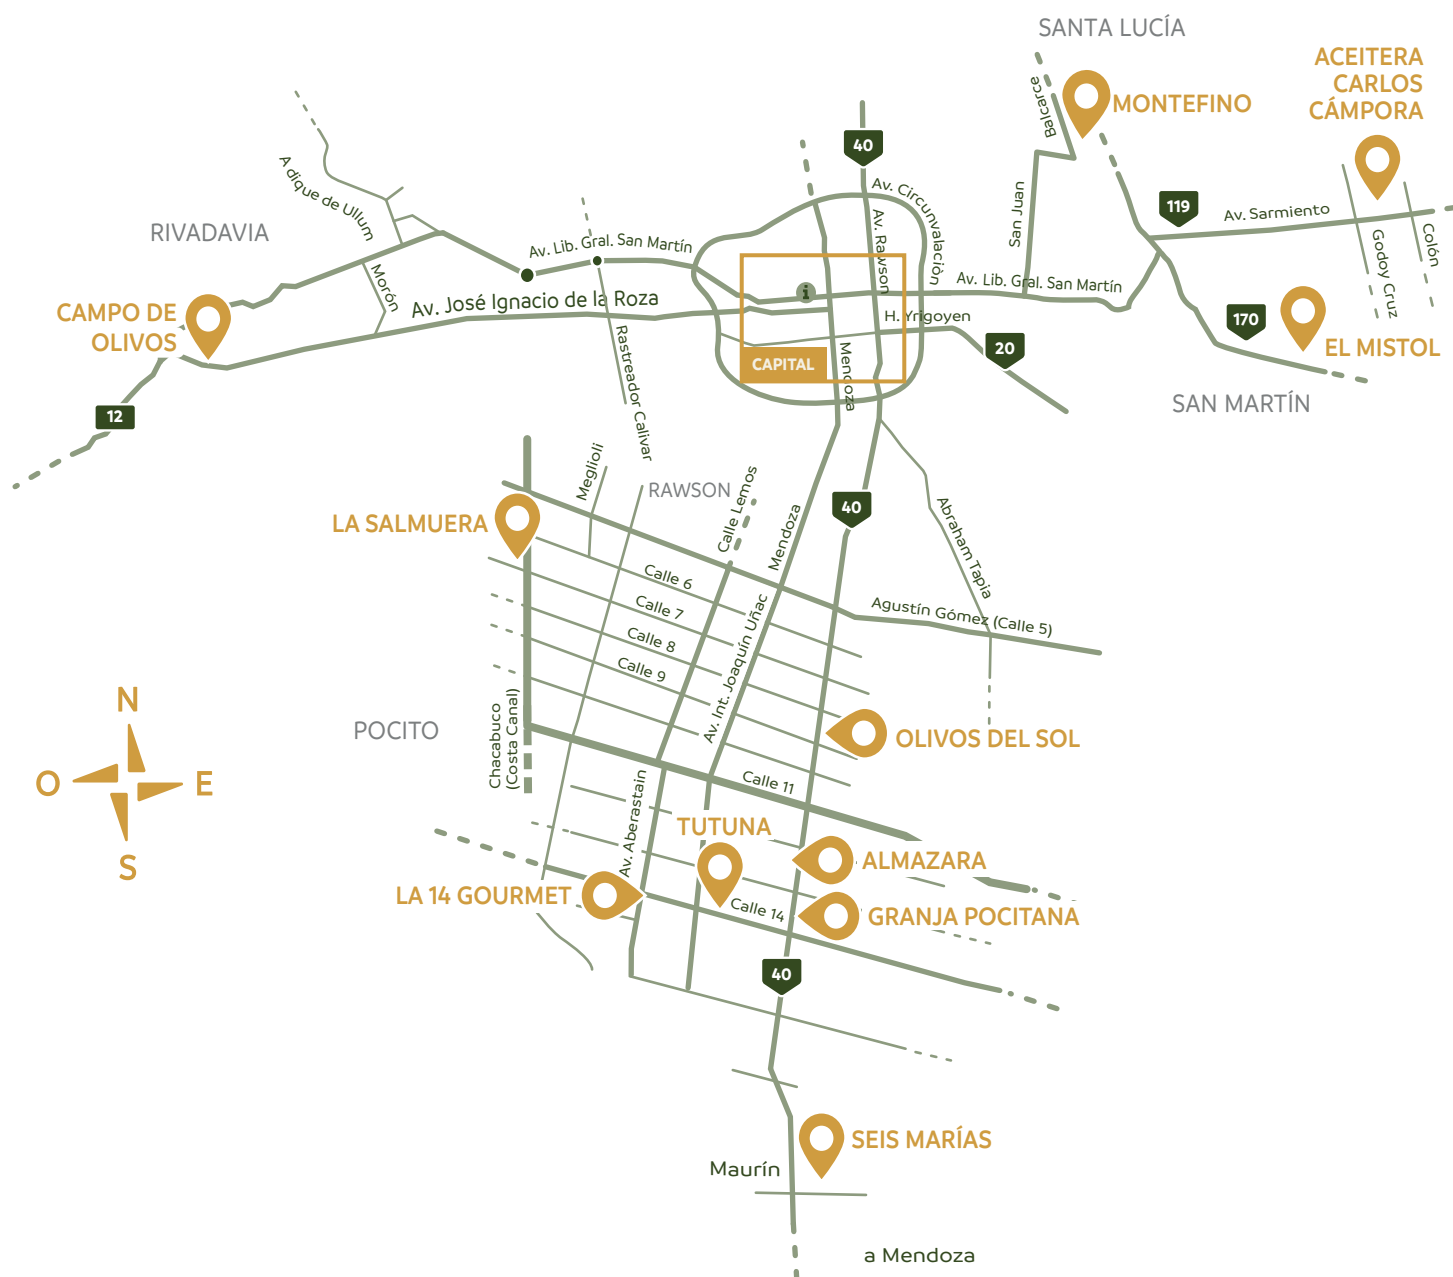 SANTA LUCÍA
ACEITERA
CARLOS
CÁMPORA
MONTEFINO
Balcarce
40
A dique de Ullum
Av. Circunvalaciòn
San Juan
119
Av. Sarmiento
RIVADAVIA
Av. Lib. Gral. San Martín
Av. Rawson
Godoy Cruz
Colón
Morón
i
Av. Lib. Gral. San Martín
CAMPO DE
OLIVOS
Av. José Ignacio de la Roza
H. Yrigoyen
170
EL MISTOL
20
CAPITAL
Mendoza
Rastreador Calivar
SAN MARTÍN
12
Meglioli
RAWSON
Calle Lemos
LA SALMUERA
Mendoza
40
Abraham Tapia
Calle 6
Calle 7
Calle 8
Calle 9
Agustín Gómez (Calle 5)
Av. Int. Joaquín Uñac
N
O
E
S
POCITO
Chacabuco
(Costa Canal)
OLIVOS DEL SOL
Calle 11
Av. Aberastain
TUTUNA
ALMAZARA
LA 14 GOURMET
Calle 14
GRANJA POCITANA
40
SEIS MARÍAS
Maurín
a Mendoza